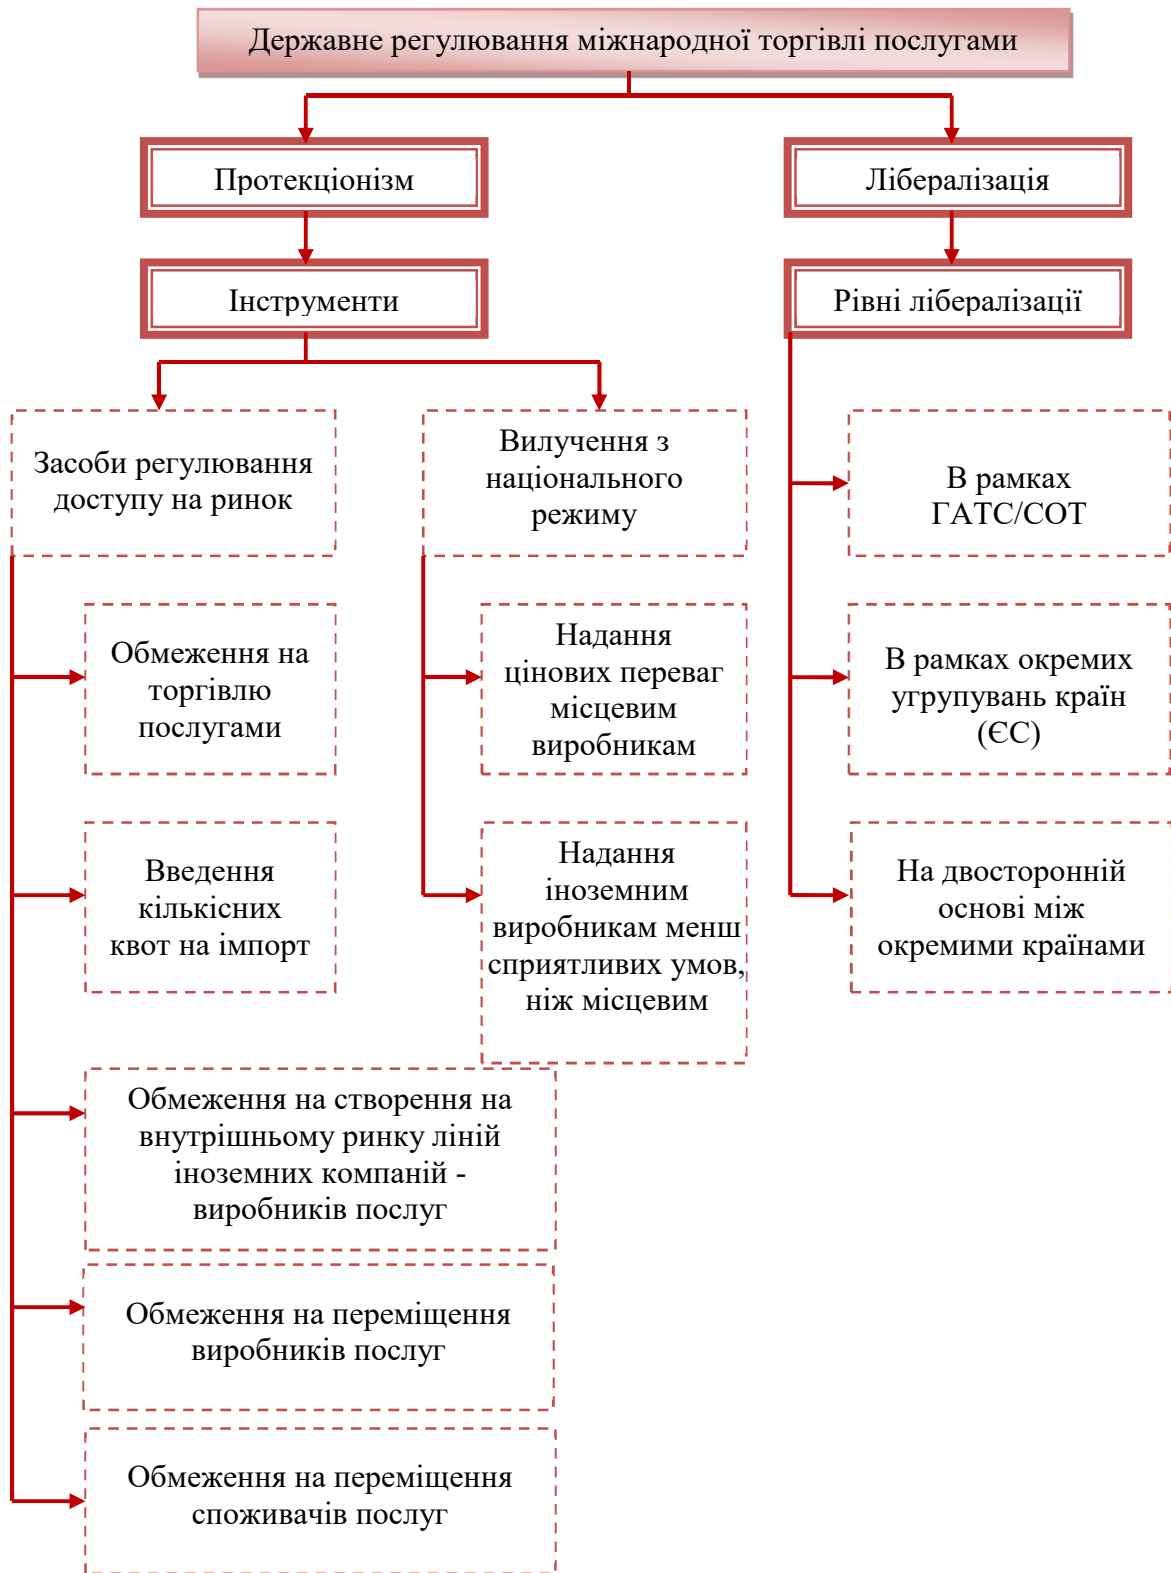 Державне регулювання міжнародної торгівлі послугами
Протекціонізм
Лібералізація
Інструменти
Рівні лібералізації
Засоби регулювання
доступу на ринок
Вилучення з
національного
режиму
В рамках
ГАТС/СОТ
Обмеження на
торгівлю
послугами
Надання
цінових переваг
місцевим
виробникам
В рамках окремих
угрупувань країн
(ЄС)
Введення
кількісних
квот на імпорт
Надання
іноземним
виробникам менш
сприятливих умов,
ніж місцевим
На двосторонній
основі між
окремими країнами
Обмеження на створення на
внутрішньому ринку ліній
іноземних компаній -
виробників послуг
Обмеження на переміщення
виробників послуг
Обмеження на переміщення
споживачів послуг